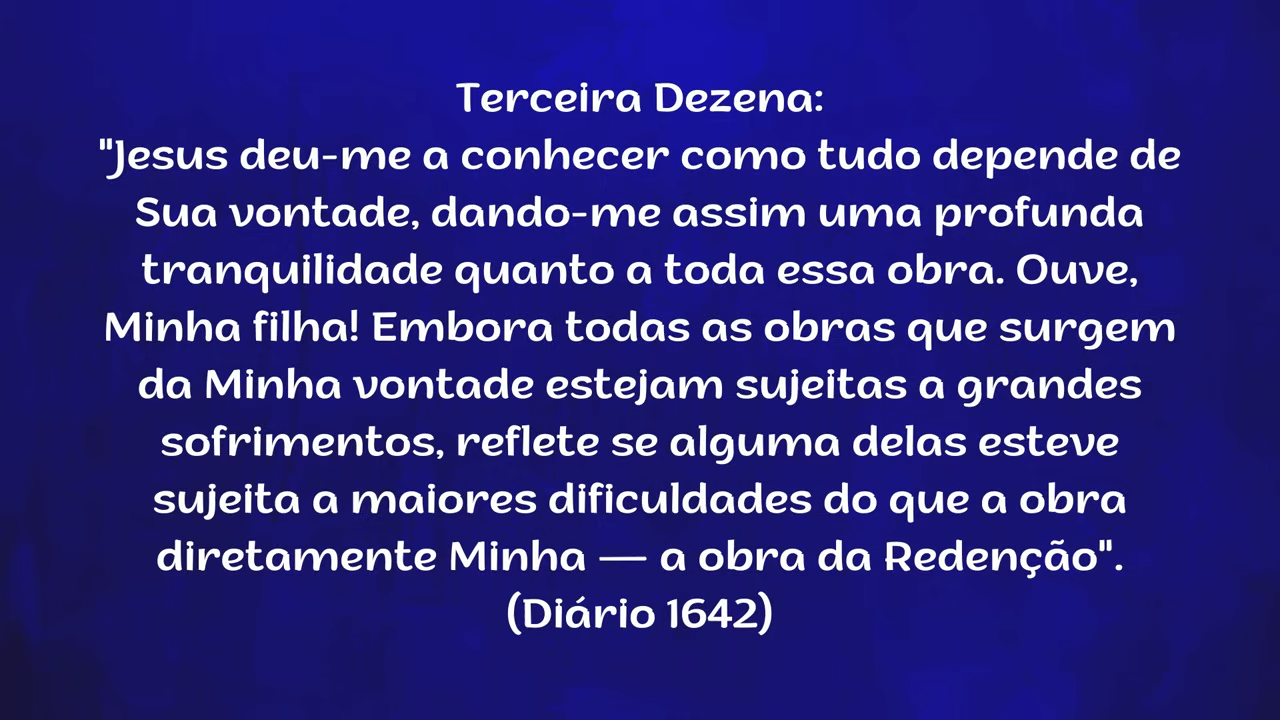 Terceira Dezena:
"Jesus deu-me a conhecer como tudo depende de
Sua vontade, dando-me assim uma profunda
tranquilidade quanto a toda essa obra. Ouve,
Minha filha! Embora todas as obras que surgem
da Minha vontade estejam sujeitas a grandes
sofrimentos, reflete se alguma delas esteve
sujeita a maiores dificuldades do que a obra
diretamente Minha — a obra da Redenção".
(Diário 1642)